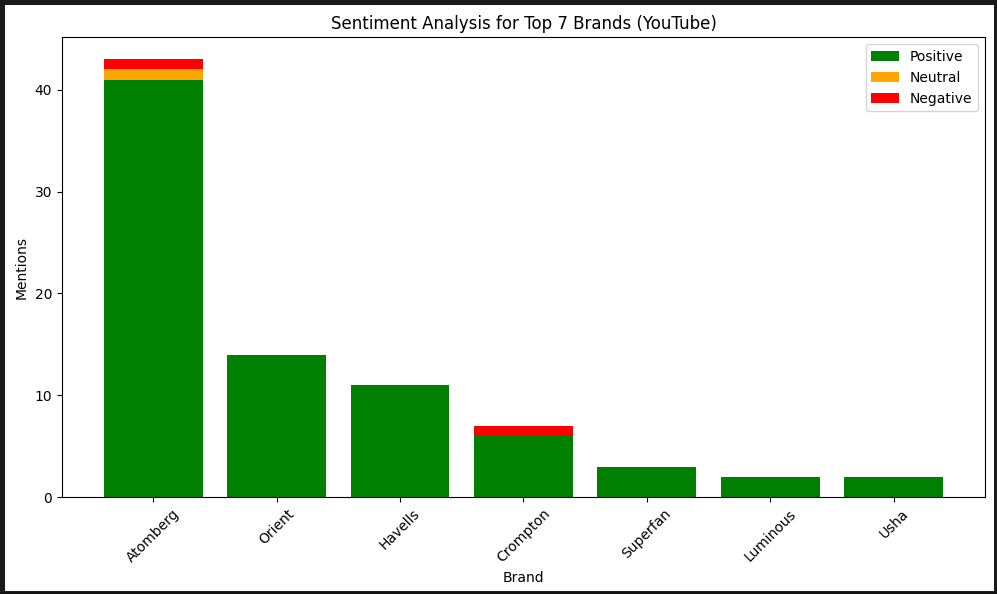 Sentiment Analysis for Top 7 Brands (YouTube)
Positive
Neutral
Negative
Mentions
40
30
20
10
0
Atomberg
Orient
Havells
Crompton
Superfan
Luminous
Usha
Brand